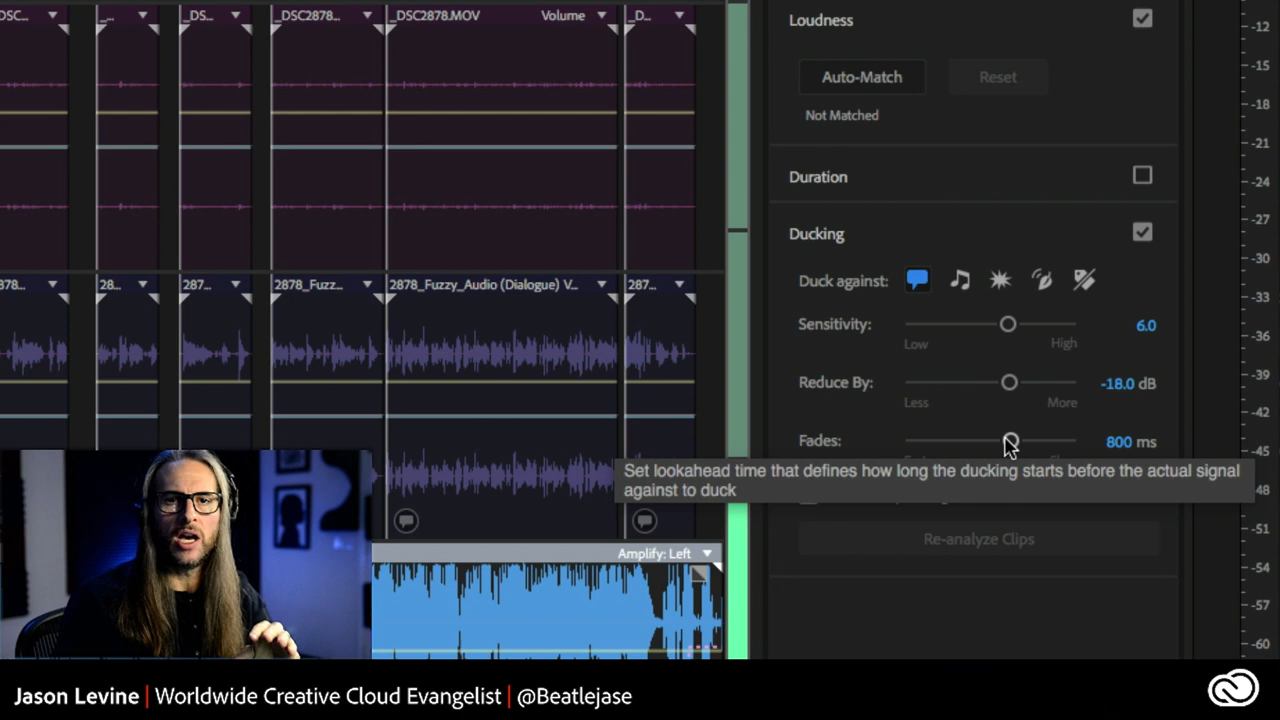 DSC...
_...
_DS...
_DSC2878...
_DSC2878.MOV Volume
_D...
878...
28...
287...
2878_Fuzz...
2878_Fuzzy_Audio (Dialogue) V...
287...
Amplify: Left
Loudness
Auto-Match Reset
Not Matched
Duration
Ducking
Duck against:
Sensitivity: 6.0
Low High
Reduce By: -18.0 dB
Less More
Fades: 800 ms
Set lookahead time that defines how long the ducking starts before the actual signal
against to duck
Re-analyze Clips
-12
-15
-18
-21
-24
-27
-30
-33
-36
-39
-42
-45
-48
-51
-54
-57
-60
Jason Levine | Worldwide Creative Cloud Evangelist | @Beatlejase